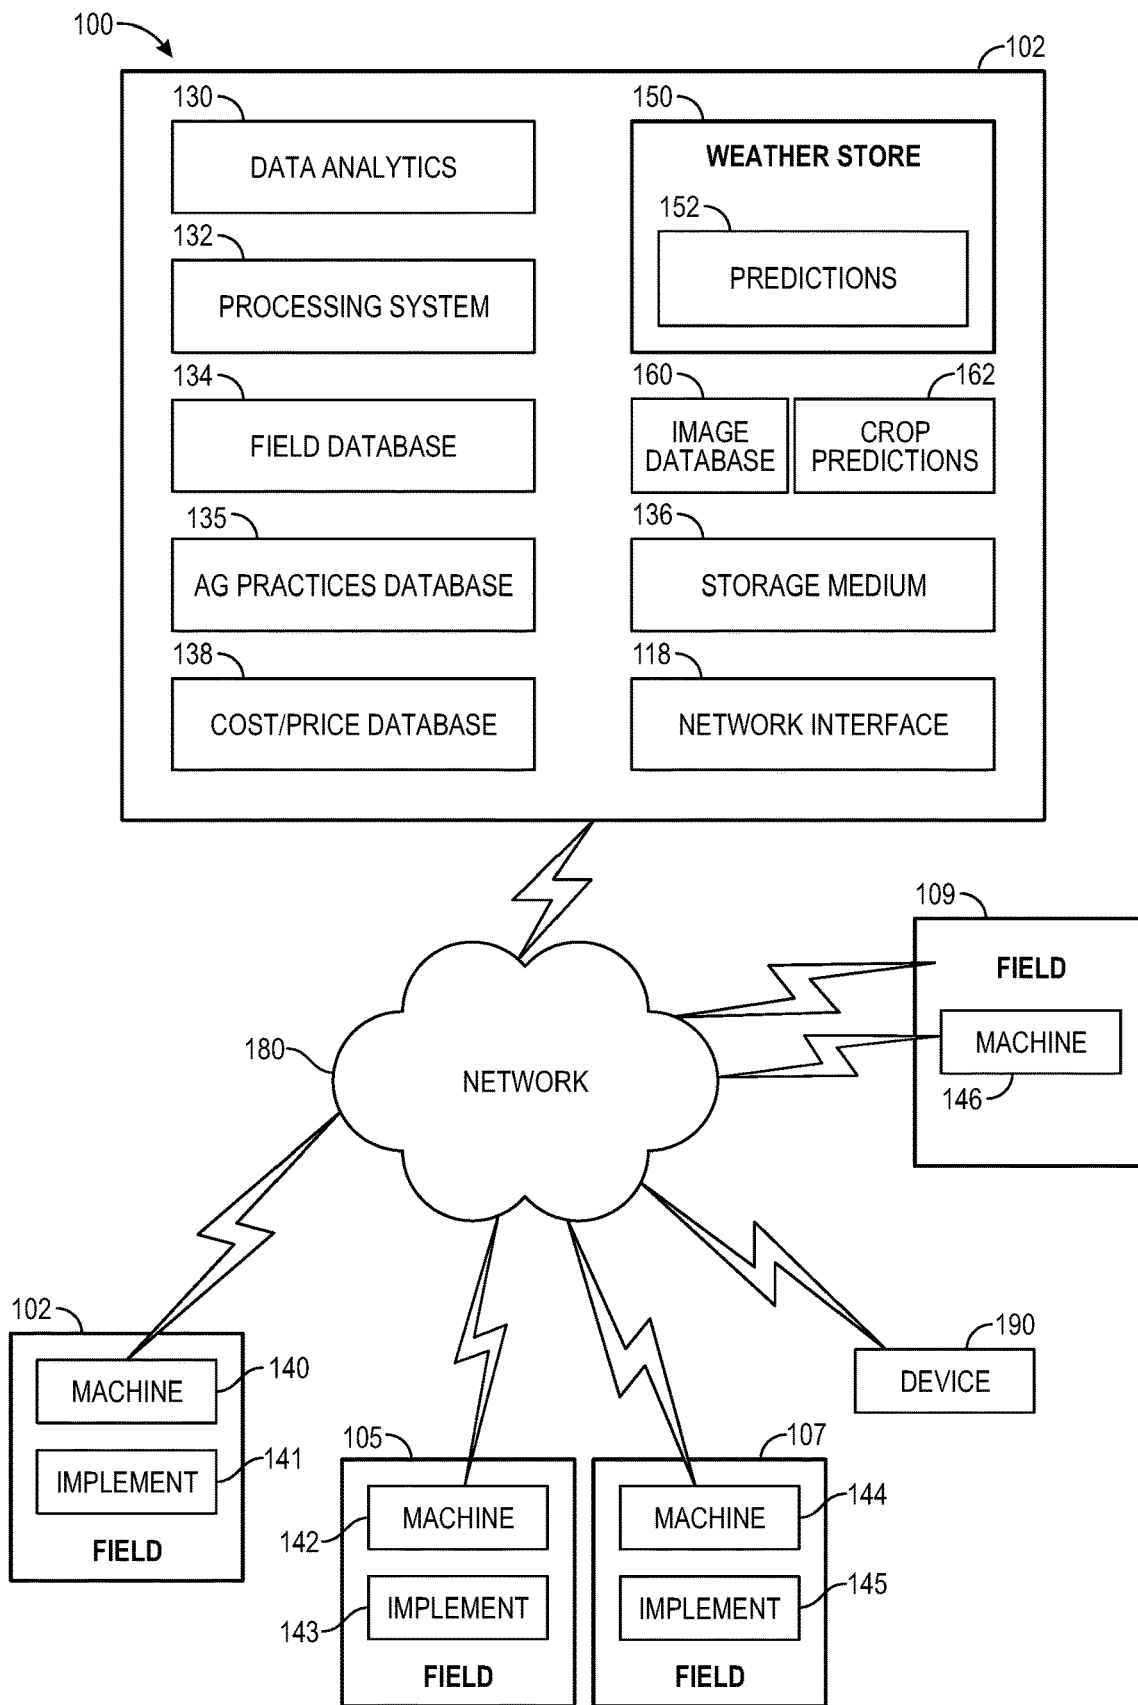 100
102
130
DATA ANALYTICS
132
PROCESSING SYSTEM
134
FIELD DATABASE
135
AG PRACTICES DATABASE
138
COST/PRICE DATABASE
150
WEATHER STORE
152
PREDICTIONS
160
IMAGE
DATABASE
162
CROP
PREDICTIONS
136
STORAGE MEDIUM
118
NETWORK INTERFACE
109
FIELD
MACHINE
146
180
NETWORK
102
MACHINE
140
IMPLEMENT
141
FIELD
105
MACHINE
142
IMPLEMENT
143
FIELD
107
MACHINE
144
IMPLEMENT
145
FIELD
190
DEVICE